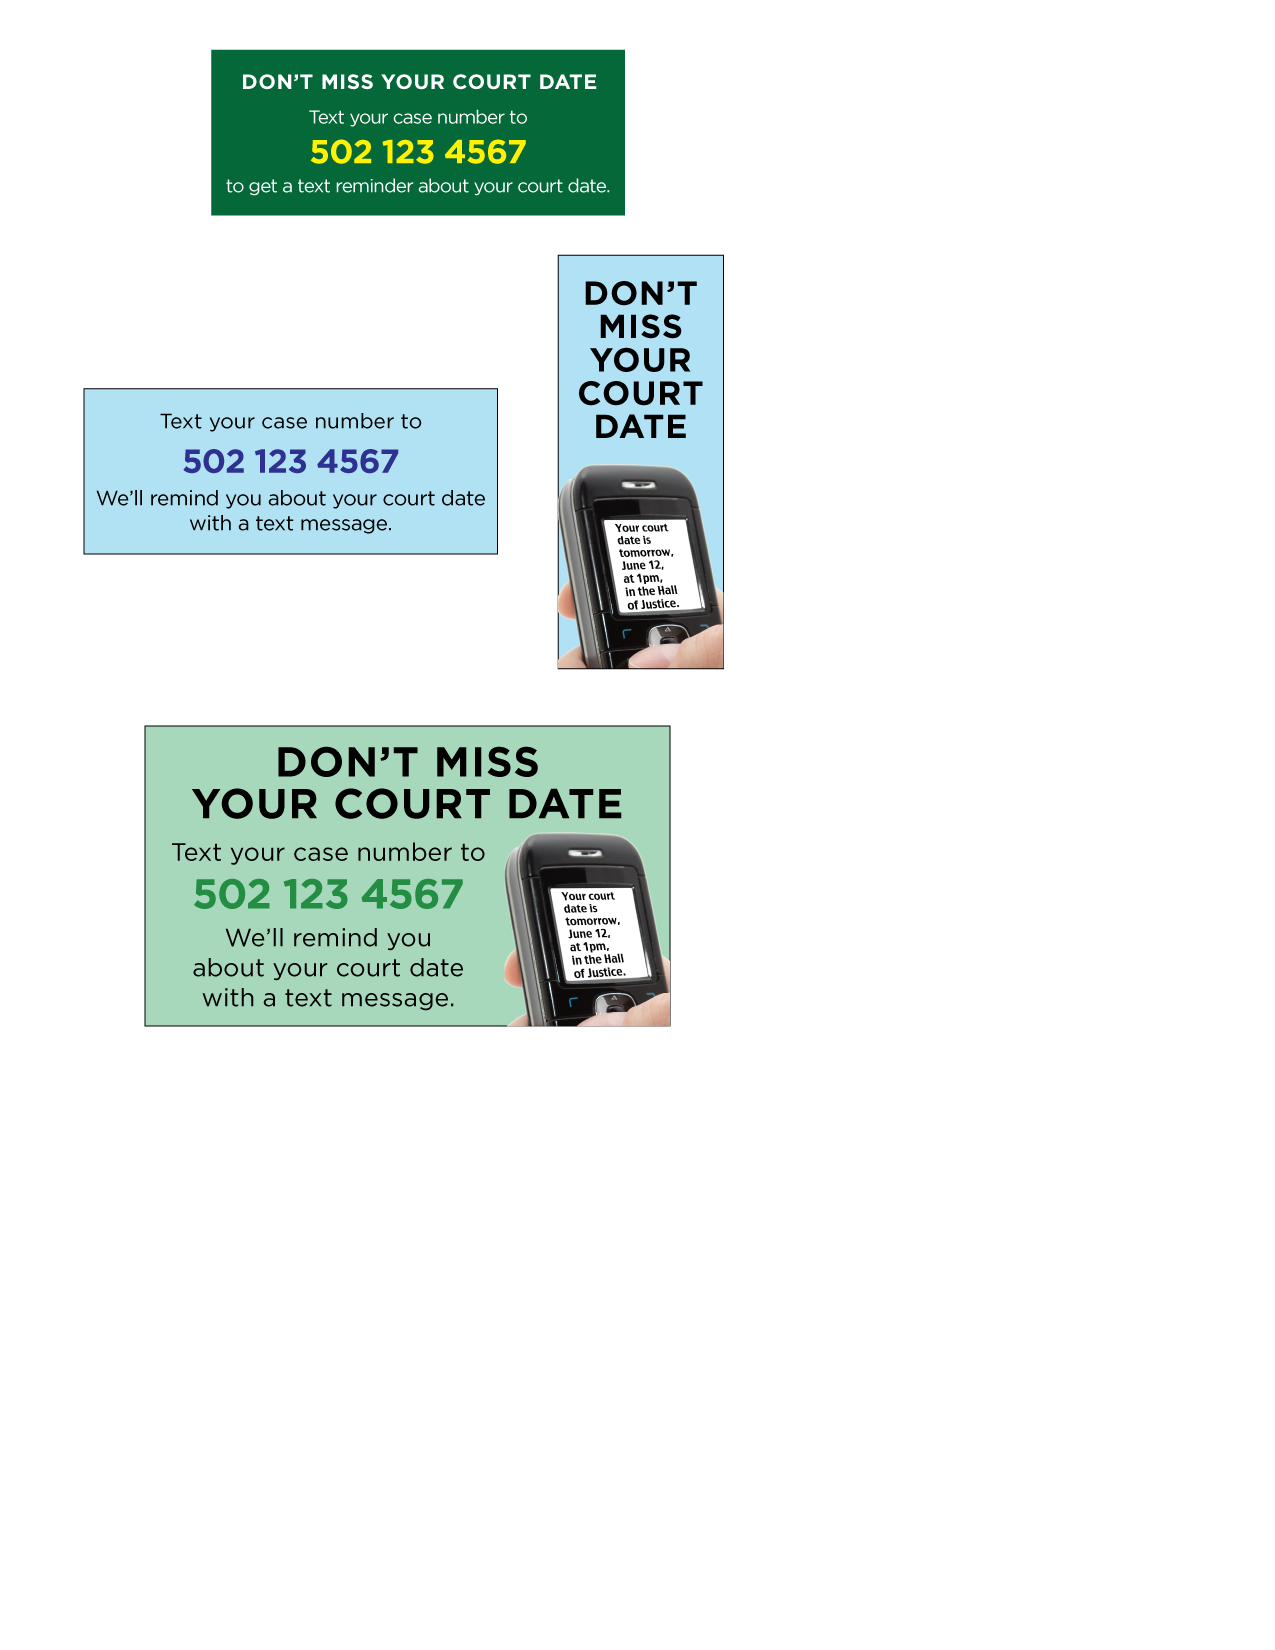 DON’T MISS YOUR COURT DATE
Text your case number to
502 123 4567
to get a text reminder about your court date.
DON’T
MISS
YOUR
COURT
DATE
Your court
date is
tomorrow,
June 12,
at 1pm,
in the Hall
of Justice.
Text your case number to
502 123 4567
We’ll remind you about your court date
with a text message.
DON’T MISS
YOUR COURT DATE
Text your case number to
502 123 4567
We’ll remind you
about your court date
with a text message.
Your court
date is
tomorrow,
June 12,
at 1pm,
in the Hall
of Justice.